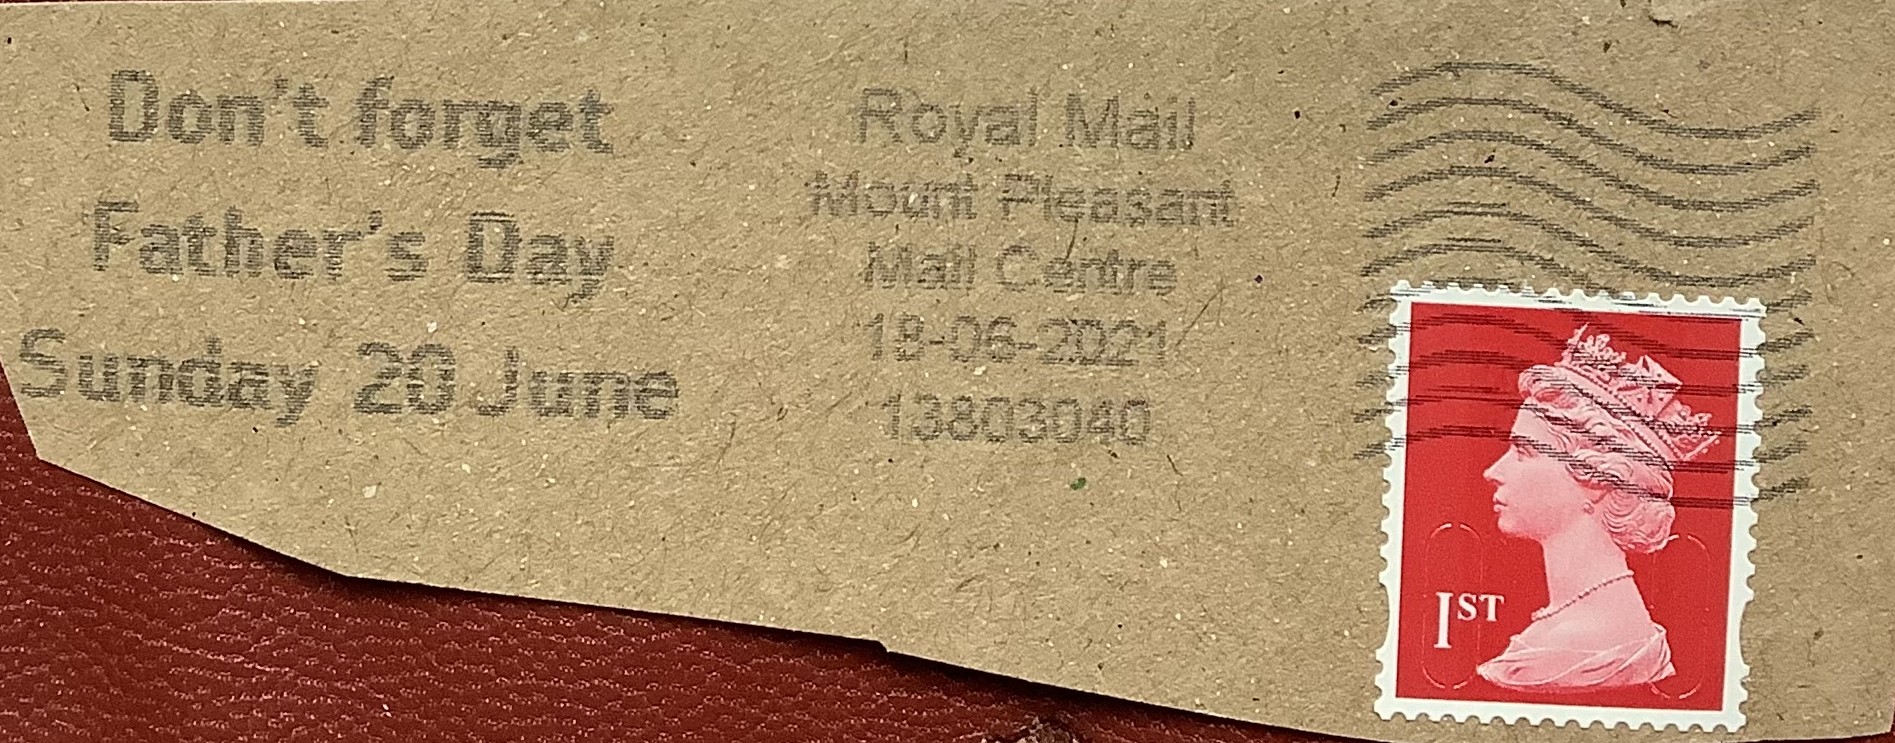 Don't forget
Father's Day
Sunday 20 June
Royal Mail
Mount Pleasant
Mail Centre
18-06-2021
13803040
1ST